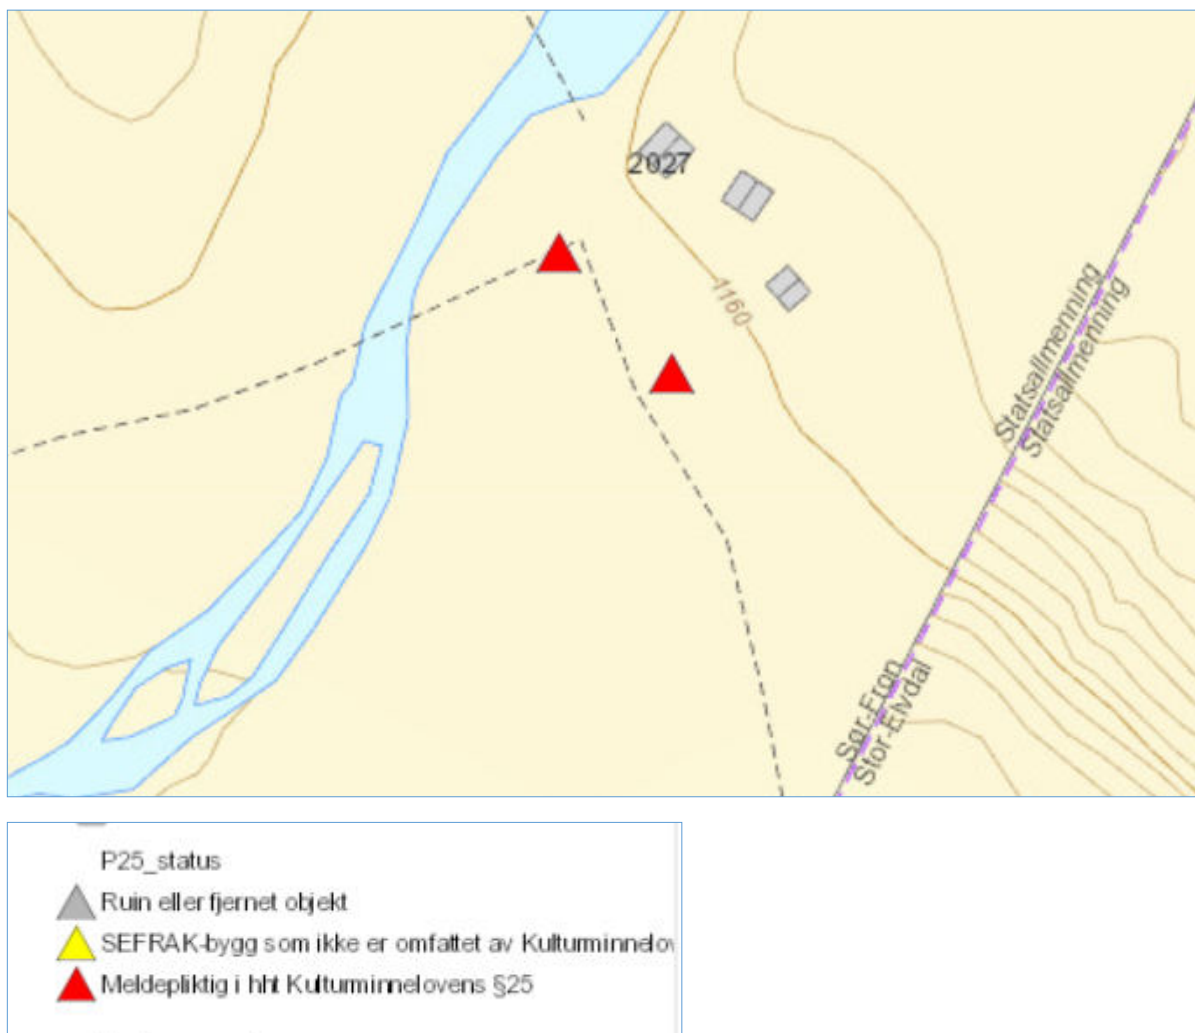 2027
1160
Statsallmenning
Statsallmenning
Sør-Fron
Stor-Elvdal
P25_status
Ruin eller fjernet objekt
SEFRAK-bygg som ikke er omfattet av Kulturminnelov
Meldepliktig i hht Kulturminnelovens §25